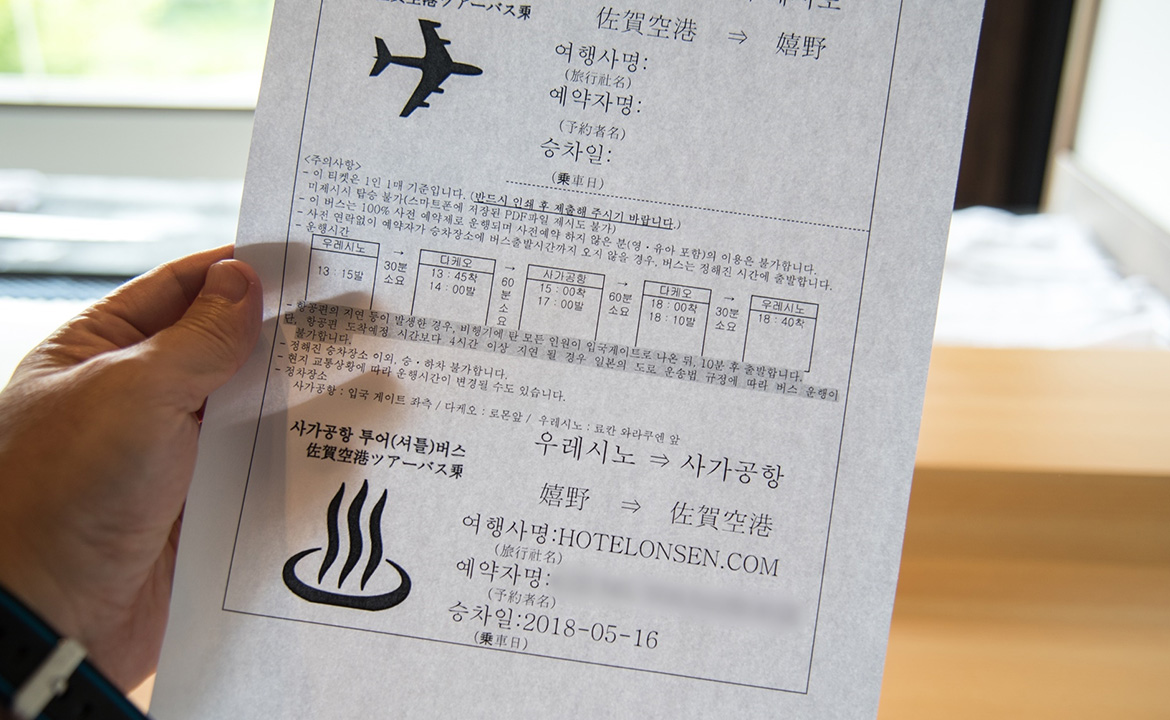 佐賀空港ツアーバス乗
佐賀空港 ⇒ 嬉野
여행사명:
(旅行社名)
예약자명:
(予約者名)
승차일:
(乗車日)
<주의사항>
- 이 티켓은 1인 1매 기준입니다. (반드시 인쇄 후 제출해 주시기 바랍니다.)
미제시시 탑승 불가(스마트폰에 저장된 PDF파일 제시도 불가)
- 이 버스는 100% 사전 예약제로 운행되며 사전예약 하지 않은 분(영・유아 포함)의 이용은 불가합니다.
- 사전 연락없이 예약자가 승차장소에 버스출발시간까지 오지 않을 경우, 버스는 정해진 시간에 출발합니다.
- 운행시간
우레시노 → 다케오 → 사가공항 → 다케오 → 우레시노
13 : 15발 30분 소요 13 : 45착 14 : 00발 60분 소요 15 : 00착 17 : 00발 60분 소요 18 : 00착 18 : 10발 30분 소요 18 : 40착
- 항공편의 지연 등이 발생한 경우, 비행기에 탄 모든 인원이 입국게이트로 나온 뒤, 10분 후 출발합니다.
단, 항공편 도착예정 시간보다 4시간 이상 지연 될 경우 일본의 도로 운송법 규정에 따라 버스 운행이
불가합니다.
- 정해진 승차장소 이외, 승・하차 불가합니다.
- 현지 교통상황에 따라 운행시간이 변경될 수도 있습니다.
- 정차장소
사가공항 : 입국 게이트 좌측 / 다케오 : 로몬앞 / 우레시노 : 료칸 와라쿠엔 앞
사가공항 투어(셔틀)버스
佐賀空港ツアーバス乗
우레시노 ⇒ 사가공항
嬉野 ⇒ 佐賀空港
여행사명:HOTELONSEN.COM
(旅行社名)
예약자명:
(予約者名)
승차일:2018-05-16
(乗車日)